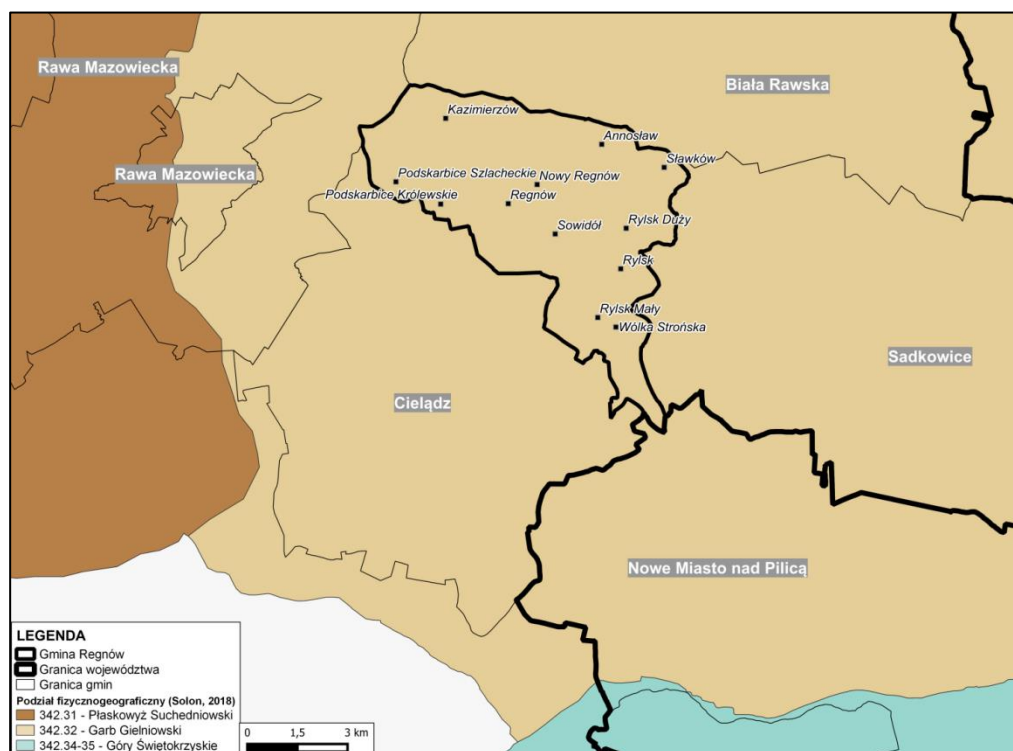 Rawa Mazowiecka
Biała Rawska
Kazimierzów
Annosław
Sławków
Rawa Mazowiecka
Podskarbice Szlacheckie
Nowy Regnów
Podskarbice Królewskie
Regnów
Rylsk Duży
Sowidół
Rylsk
Rylsk Mały
Wólka Strońska
Sadkowice
Cielądz
Nowe Miasto nad Pilicą
LEGENDA
Gmina Regnów
Granica województwa
Granica gmin
Podział fizycznogeograficzny (Solon, 2018)
342.31 - Płaskowyż Suchedniowski
342.32 - Garb Gielniowski
342.34-35 - Góry Świętokrzyskie
0 1,5 3 km